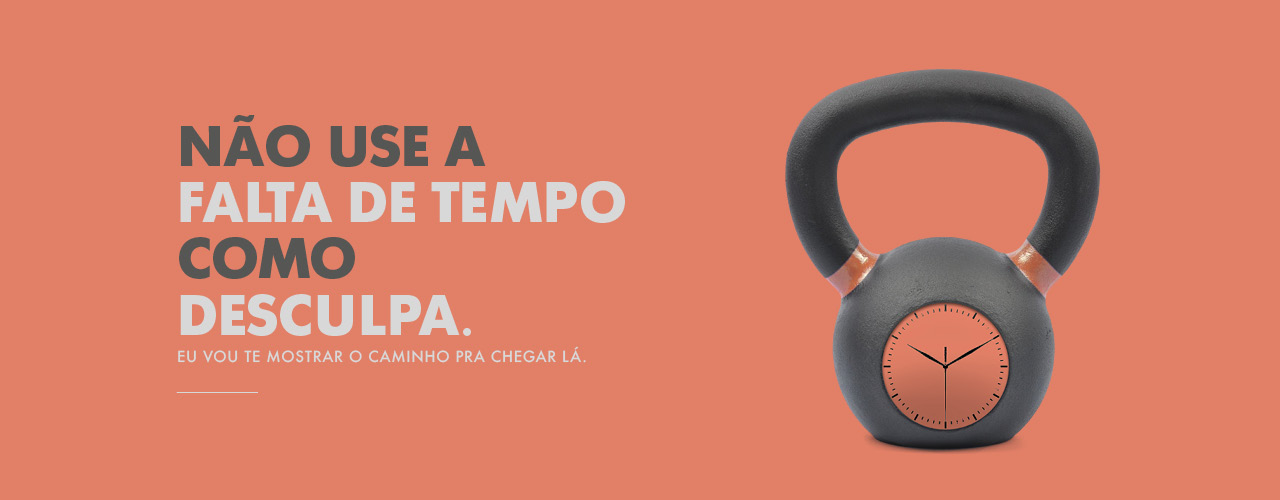 NÃO USE A
FALTA DE TEMPO
COMO
DESCULPA.
EU VOU TE MOSTRAR O CAMINHO PRA CHEGAR LÁ.